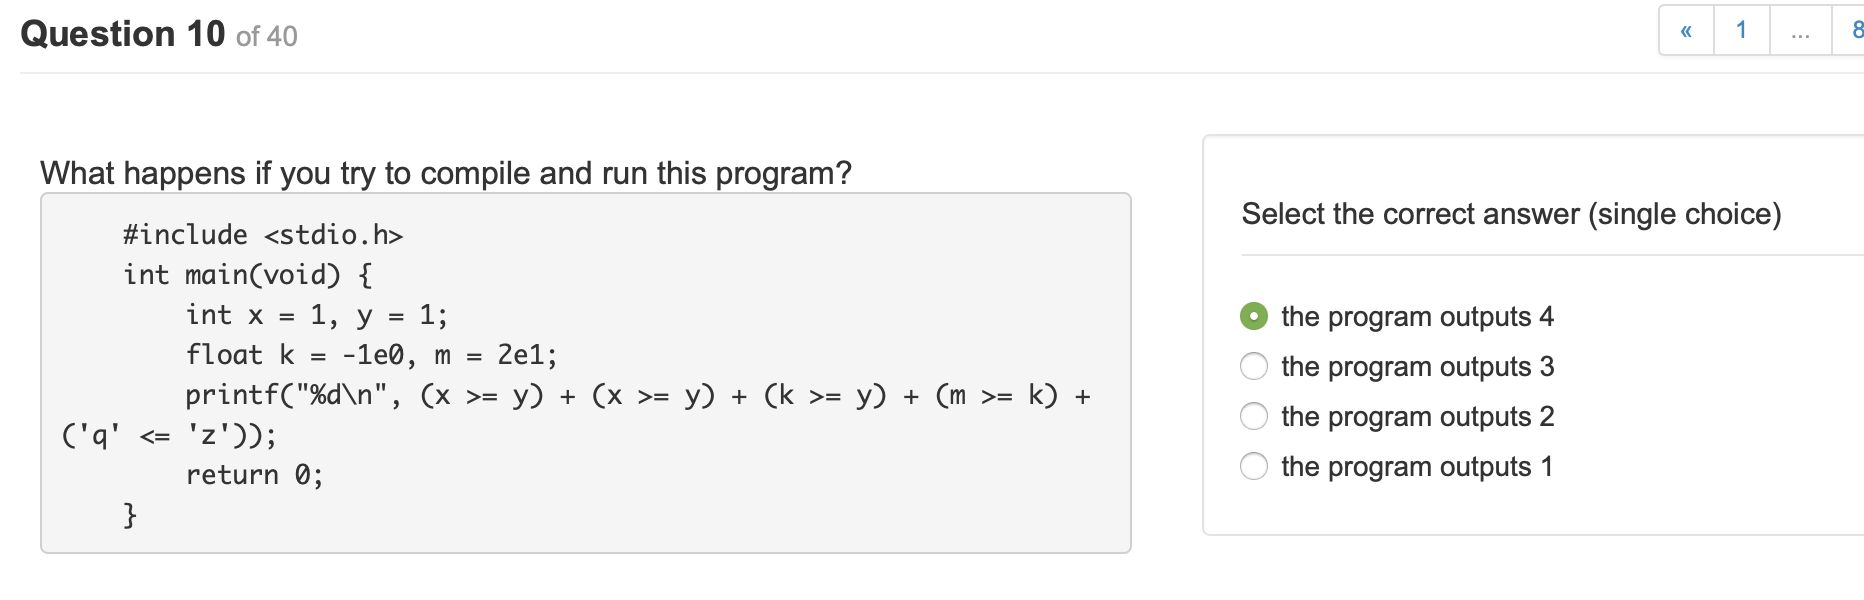 Question 10 of 40
« 1 ... 8
What happens if you try to compile and run this program?
#include <stdio.h>
int main(void) {
int x = 1, y = 1;
float k = -1e0, m = 2e1;
printf("%d\n", (x >= y) + (x >= y) + (k >= y) + (m >= k) +
('q' <= 'z'));
return 0;
}
Select the correct answer (single choice)
the program outputs 4
the program outputs 3
the program outputs 2
the program outputs 1